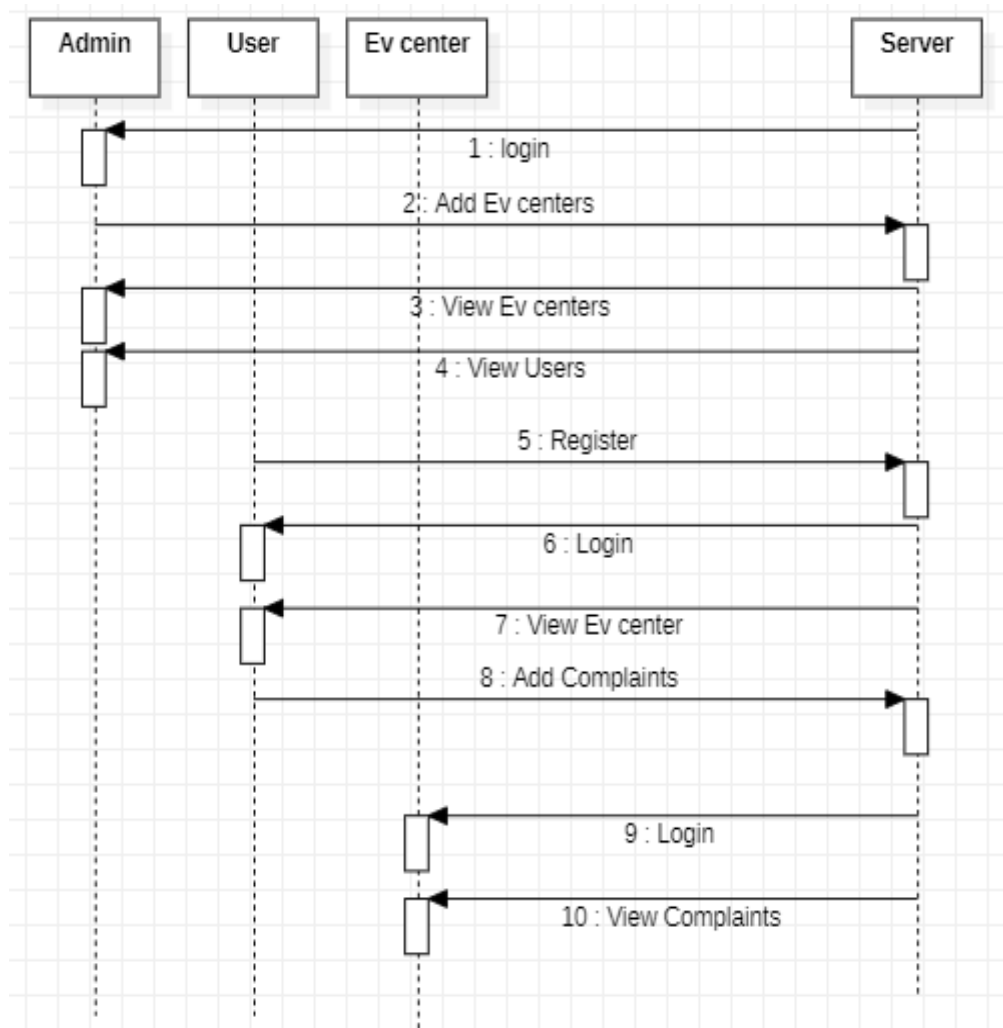 Admin
User
Ev center
Server
1 : login
2 : Add Ev centers
3 : View Ev centers
4 : View Users
5 : Register
6 : Login
7 : View Ev center
8 : Add Complaints
9 : Login
10 : View Complaints